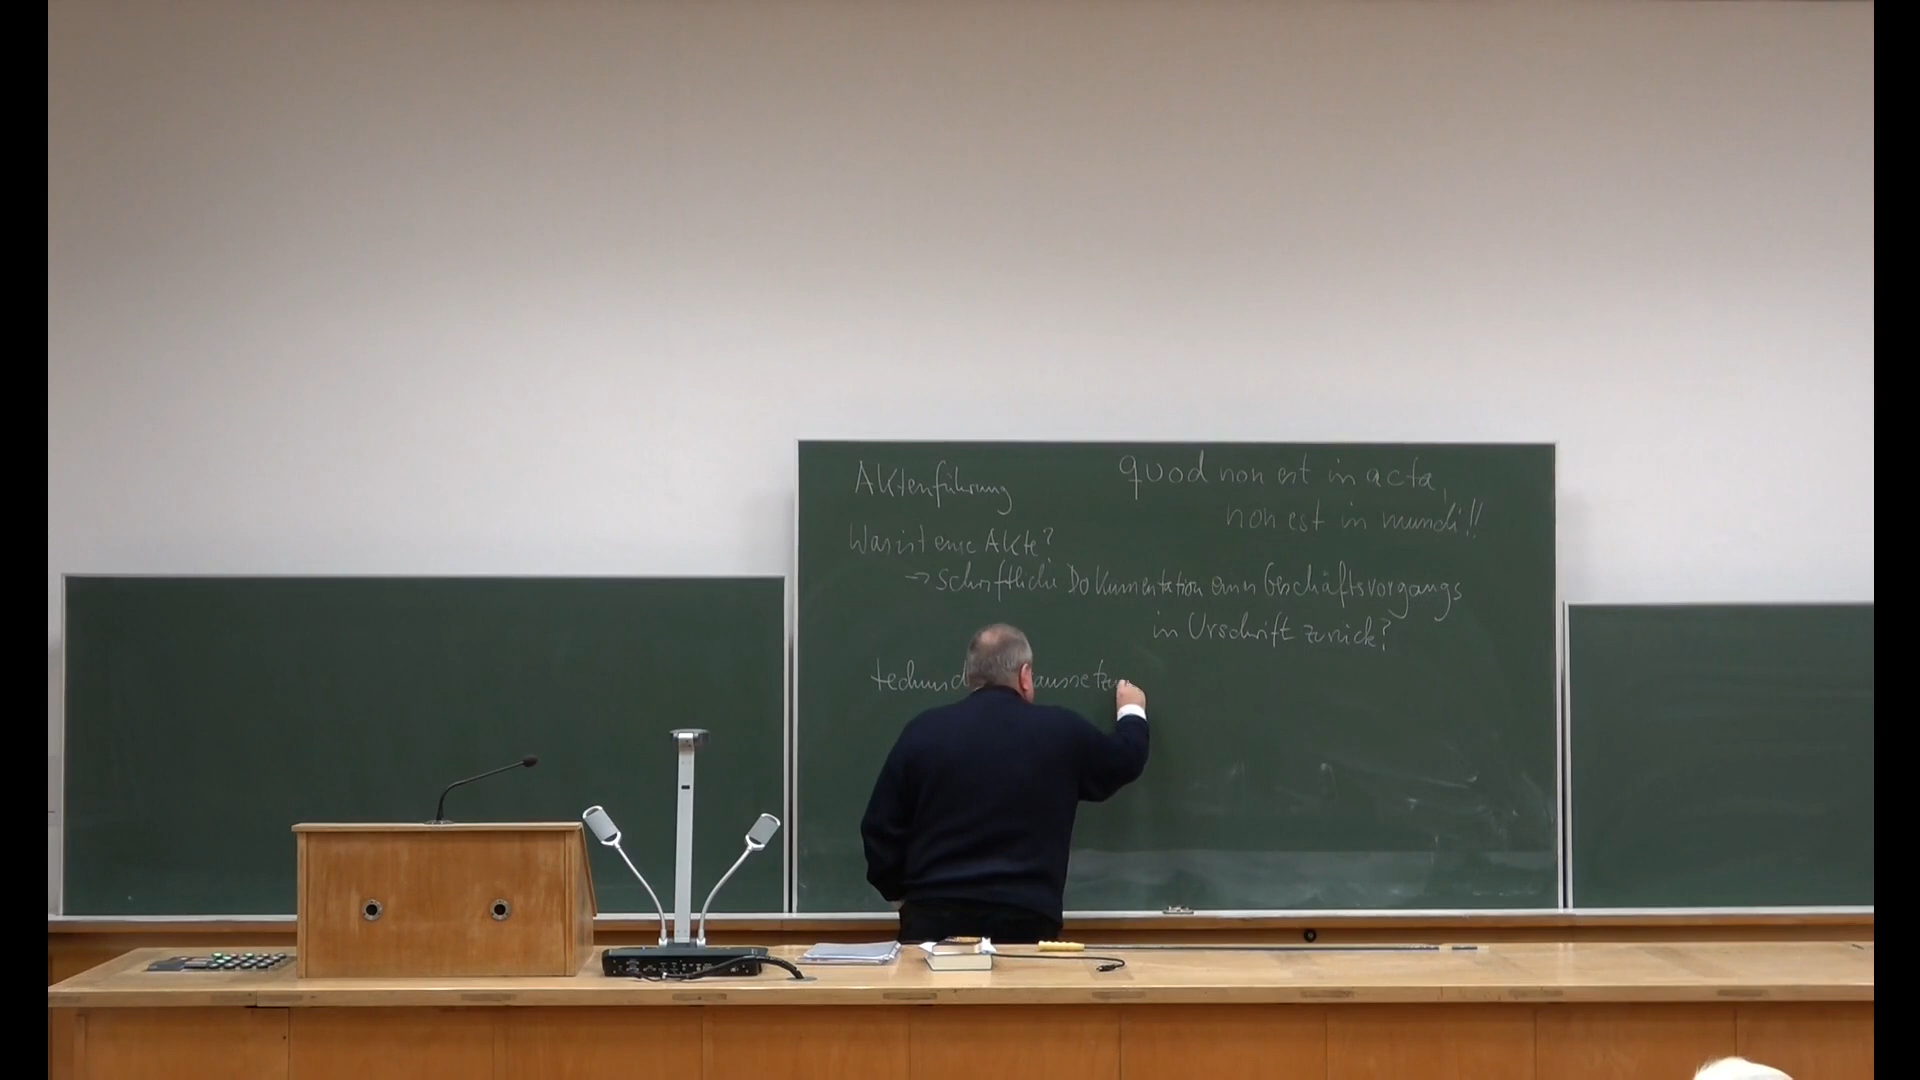 Aktenführung
quod non est in acta,
non est in mundi!!
Was ist eine Akte?
→ schriftliche Dokumentation einen Geschäftsvorgangs
in Urschrift zurück?